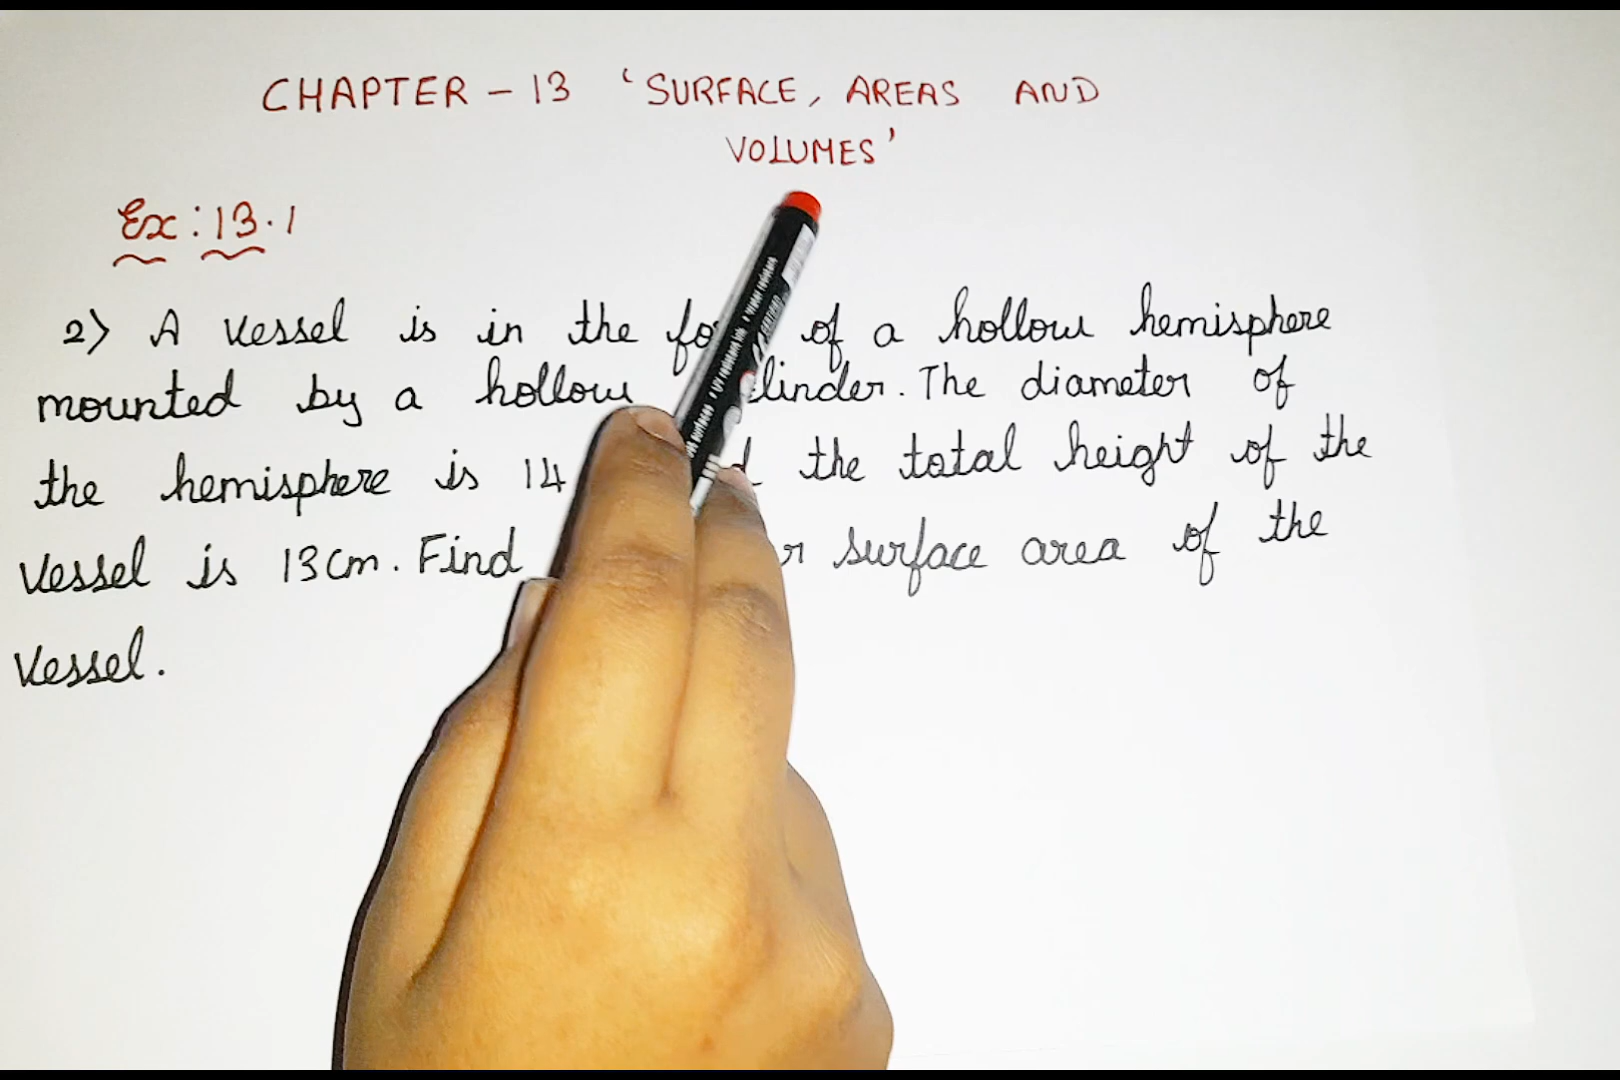 CHAPTER - 13 ‘SURFACE, AREAS AND
VOLUMES’
Ex: 13.1
2) A vessel is in the of a hollow hemisphere
mounted by a hollow The diameter of
the hemisphere is 14 the total height of the
vessel is 13cm. Find surface area of the
vessel.